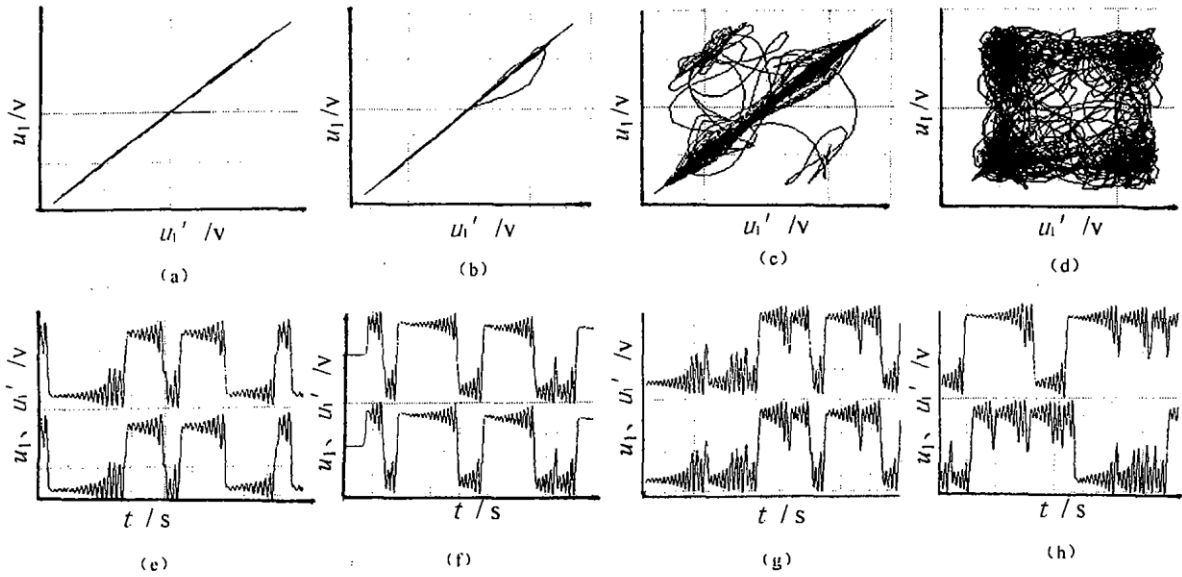 u₁/v
u₁′ /v
(a)
u₁/v
u₁′ /v
(b)
u₁/v
u₁′ /v
(c)
u₁/v
u₁′ /v
(d)
u₁、 u₁′ /v
t / s
(e)
u₁、 u₁′ /v
t / s
(f)
u₁、 u₁′ /v
t / s
(g)
u₁、 u₁′ /v
t / s
(h)